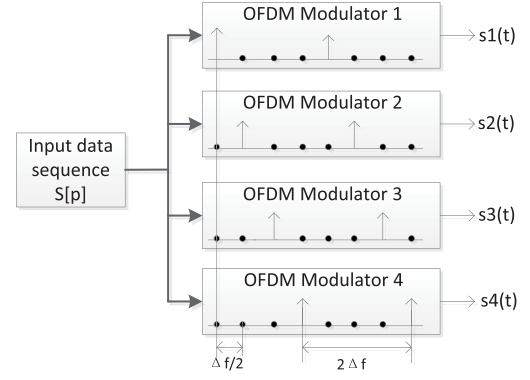 OFDM Modulator 1
s1(t)
OFDM Modulator 2
s2(t)
Input data
sequence
S[p]
OFDM Modulator 3
s3(t)
OFDM Modulator 4
s4(t)
Δ f/2
2 Δ f